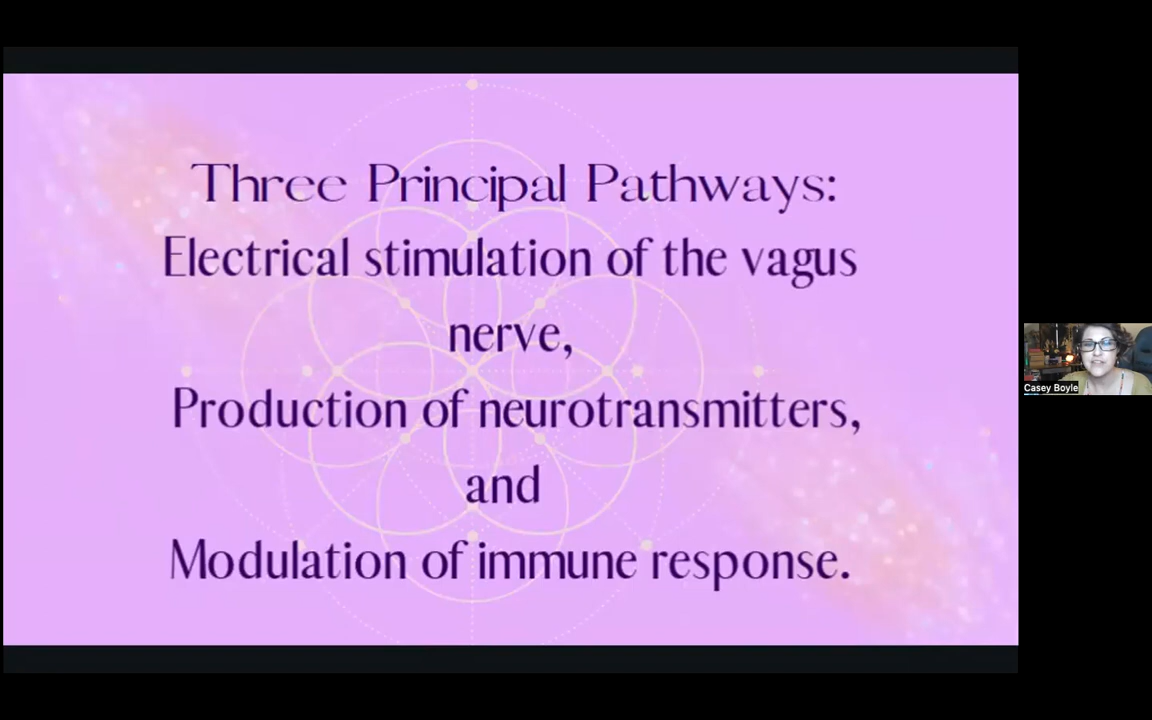 Three Principal Pathways:
Electrical stimulation of the vagus
nerve,
Production of neurotransmitters,
and
Modulation of immune response.
Casey Boyle